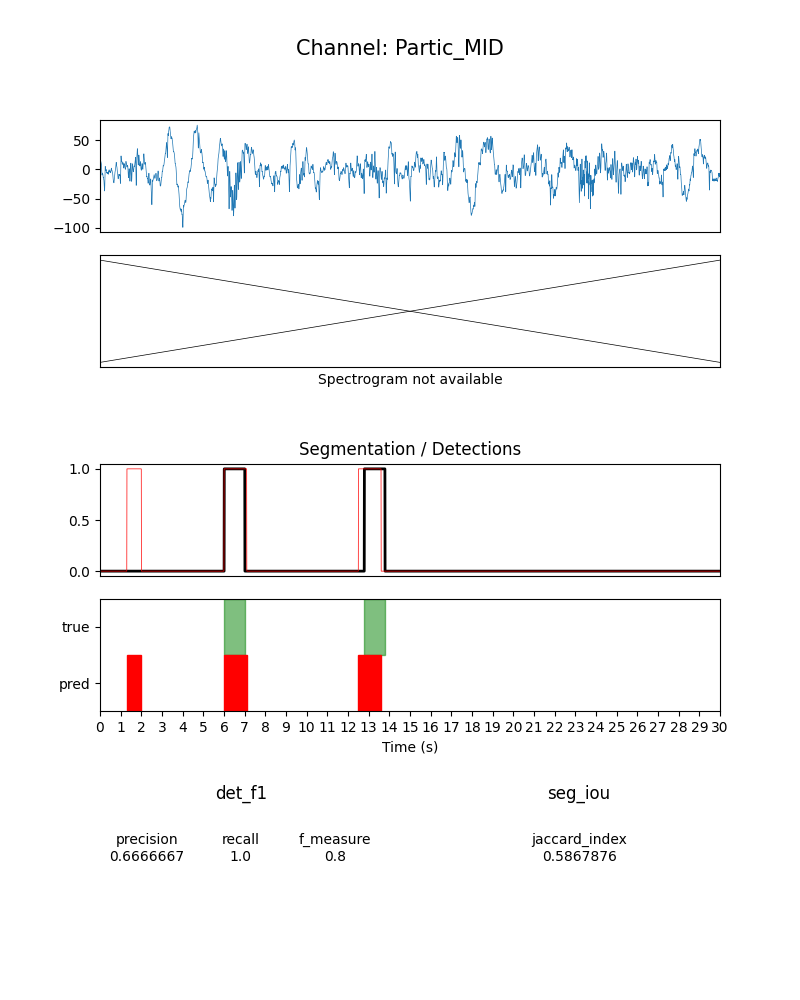 Channel: Partic_MID
50
0
−50
−100
Spectrogram not available
Segmentation / Detections
1.0
0.5
0.0
true
pred
0 1 2 3 4 5 6 7 8 9 10 11 12 13 14 15 16 17 18 19 20 21 22 23 24 25 26 27 28 29 30
Time (s)
det_f1 seg_iou
precision recall f_measure jaccard_index
0.6666667 1.0 0.8 0.5867876